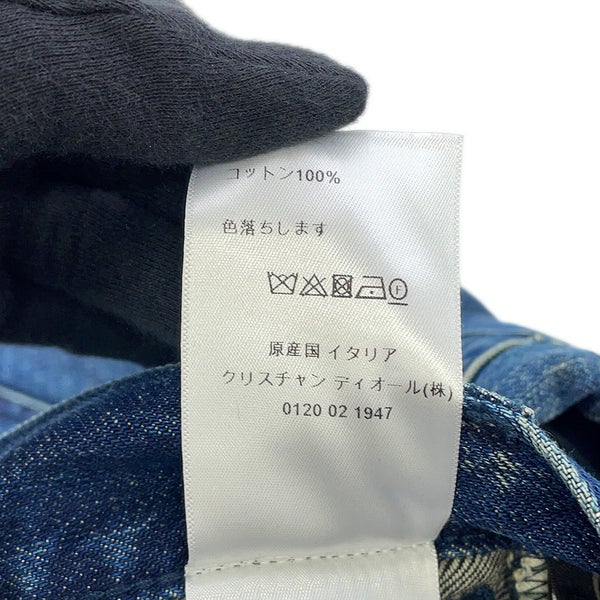 コットン100%
色落ちします
F
原産国 イタリア
クリスチャン ディオール(株)
0120 02 1947